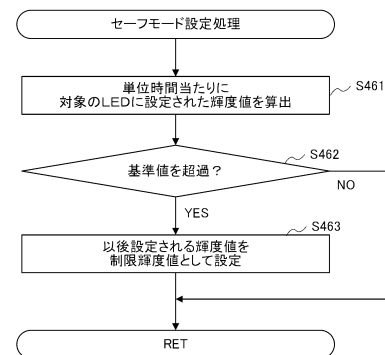 セーフモード設定処理
単位時間当たりに
対象のLEDに設定された輝度値を算出
S461
基準値を超過？
S462
NO
YES
以後設定される輝度値を
制限輝度値として設定
S463
RET